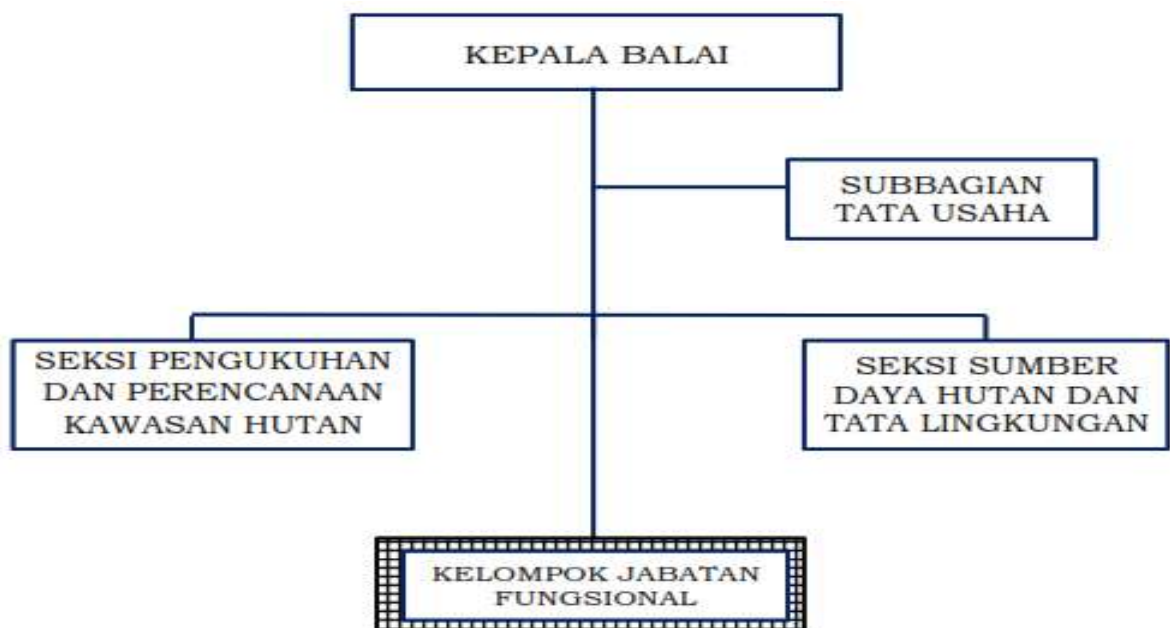 KEPALA BALAI
SUBBAGIAN
TATA USAHA
SEKSI PENGUKUHAN
DAN PERENCANAAN
KAWASAN HUTAN
SEKSI SUMBER
DAYA HUTAN DAN
TATA LINGKUNGAN
KELOMPOK JABATAN
FUNGSIONAL